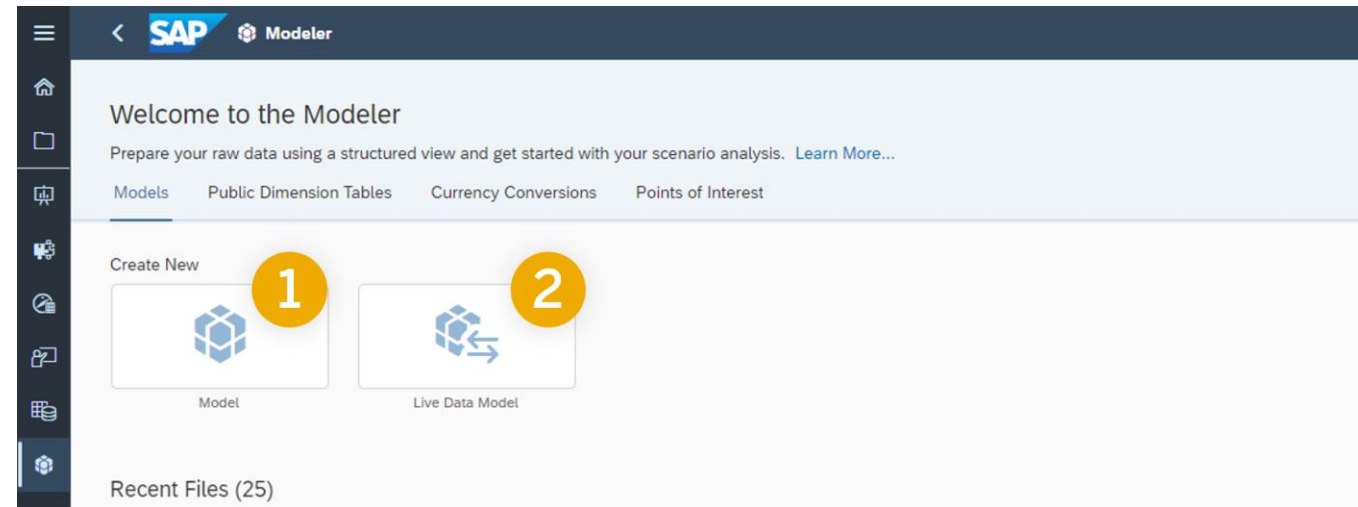 SAP Modeler
Welcome to the Modeler
Prepare your raw data using a structured view and get started with your scenario analysis. Learn More...
Models Public Dimension Tables Currency Conversions Points of Interest
Create New
1 2
Model Live Data Model
Recent Files (25)